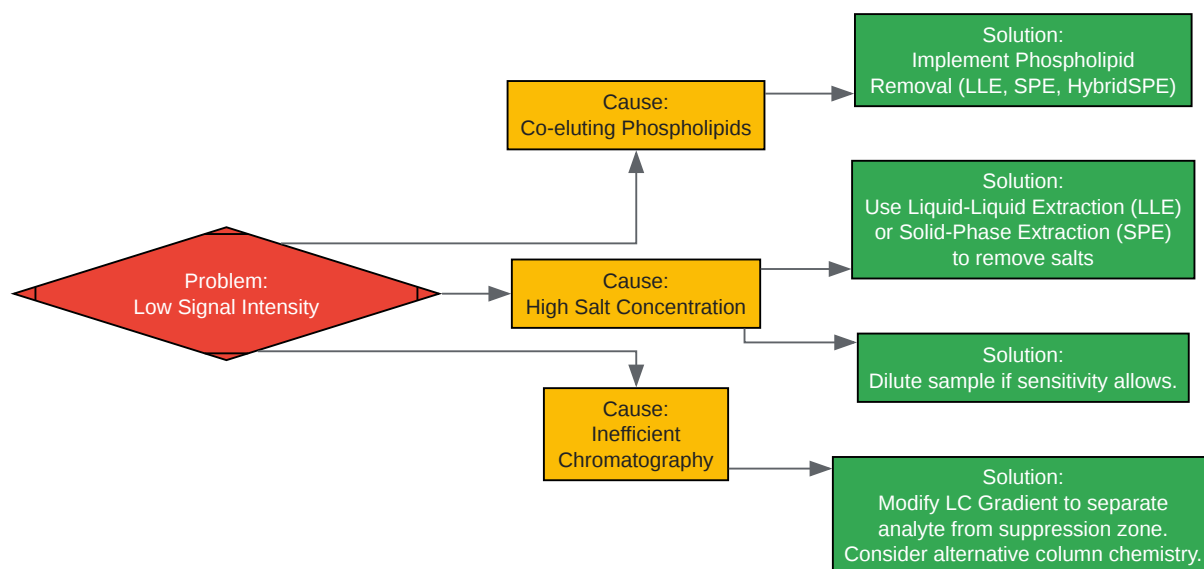 Problem:
Low Signal Intensity
Cause:
Co-eluting Phospholipids
Solution:
Implement Phospholipid
Removal (LLE, SPE, HybridSPE)
Cause:
High Salt Concentration
Solution:
Use Liquid-Liquid Extraction (LLE)
or Solid-Phase Extraction (SPE)
to remove salts
Solution:
Dilute sample if sensitivity allows.
Cause:
Inefficient
Chromatography
Solution:
Modify LC Gradient to separate
analyte from suppression zone.
Consider alternative column chemistry.